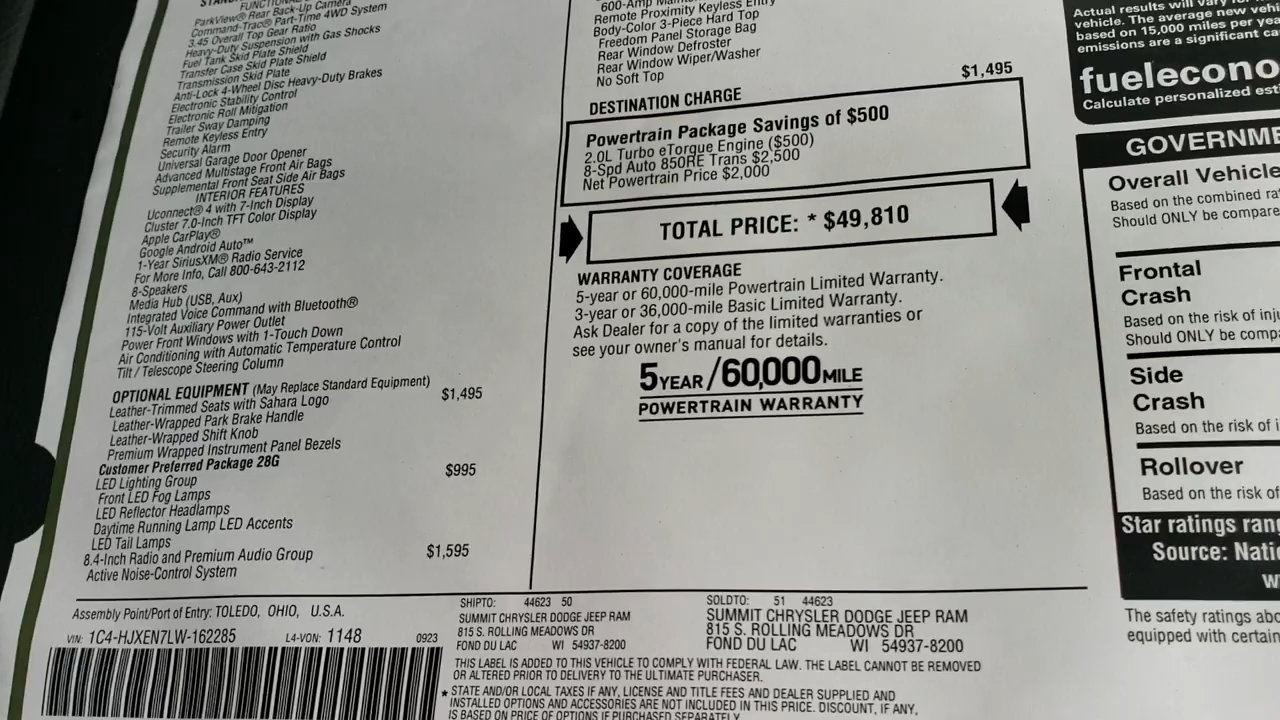 FUNCTIONAL
ParkView® Rear Back-Up Camera
Command-Trac® Part-Time 4WD System
3.45 Overall Top Gear Ratio
Heavy-Duty Suspension with Gas Shocks
Fuel Tank Skid Plate Shield
Transfer Case Skid Plate Shield
Transmission Skid Plate
Anti-Lock 4-Wheel Disc Heavy-Duty Brakes
Electronic Stability Control
Electronic Roll Mitigation
Trailer Sway Damping
Remote Keyless Entry
Security Alarm
Universal Garage Door Opener
Advanced Multistage Front Air Bags
Supplemental Front Seat Side Air Bags
INTERIOR FEATURES
Uconnect® 4 with 7-Inch Display
Cluster 7.0-Inch TFT Color Display
Apple CarPlay®
Google Android Auto™
1-Year SiriusXM® Radio Service
For More Info, Call 800-643-2112
8-Speakers
Media Hub (USB, Aux)
Integrated Voice Command with Bluetooth®
115-Volt Auxiliary Power Outlet
Power Front Windows with 1-Touch Down
Air Conditioning with Automatic Temperature Control
Tilt / Telescope Steering Column
OPTIONAL EQUIPMENT (May Replace Standard Equipment)
Leather-Trimmed Seats with Sahara Logo $1,495
Leather-Wrapped Park Brake Handle
Leather-Wrapped Shift Knob
Premium Wrapped Instrument Panel Bezels
Customer Preferred Package 28G
LED Lighting Group $995
Front LED Fog Lamps
LED Reflector Headlamps
Daytime Running Lamp LED Accents
LED Tail Lamps
8.4-Inch Radio and Premium Audio Group $1,595
Active Noise-Control System
600-Amp
Remote Proximity Keyless Entry
Body-Color 3-Piece Hard Top
Freedom Panel Storage Bag
Rear Window Defroster
Rear Window Wiper/Washer
No Soft Top
DESTINATION CHARGE $1,495
Powertrain Package Savings of $500
2.0L Turbo eTorque Engine ($500)
8-Spd Auto 850RE Trans $2,500
Net Powertrain Price $2,000
TOTAL PRICE: * $49,810
WARRANTY COVERAGE
5-year or 60,000-mile Powertrain Limited Warranty.
3-year or 36,000-mile Basic Limited Warranty.
Ask Dealer for a copy of the limited warranties or
see your owner's manual for details.
5 YEAR/60,000 MILE
POWERTRAIN WARRANTY
Actual results will vary
vehicle. The average new
based on 15,000 miles per
emissions are a significant
fuelecono
Calculate personalized
GOVERNME
Overall Vehicle
Based on the combined
Should ONLY be compare
Frontal
Crash
Based on the risk of
Should ONLY be
Side
Crash
Based on the risk of
Rollover
Based on the risk of
Star ratings
Source:
The safety ratings
equipped with
Assembly Point/Port of Entry: TOLEDO, OHIO, U.S.A.
VIN: 1C4-HJXEN7LW-162285 L4-VON: 1148 0923
SHIPTO: 44623 50
SUMMIT CHRYSLER DODGE JEEP RAM
815 S. ROLLING MEADOWS DR
FOND DU LAC WI 54937-8200
SOLDTO: 51 44623
SUMMIT CHRYSLER DODGE JEEP RAM
815 S. ROLLING MEADOWS DR
FOND DU LAC WI 54937-8200
THIS LABEL IS ADDED TO THIS VEHICLE TO COMPLY WITH FEDERAL LAW. THE LABEL CANNOT BE REMOVED
OR ALTERED PRIOR TO DELIVERY TO THE ULTIMATE PURCHASER.
* STATE AND/OR LOCAL TAXES IF ANY, LICENSE AND TITLE FEES AND DEALER SUPPLIED AND
INSTALLED OPTIONS AND ACCESSORIES ARE NOT INCLUDED IN THIS PRICE. DISCOUNT, IF ANY,
IS BASED ON PRICE OF OPTIONS IF PURCHASED SEPARATELY.